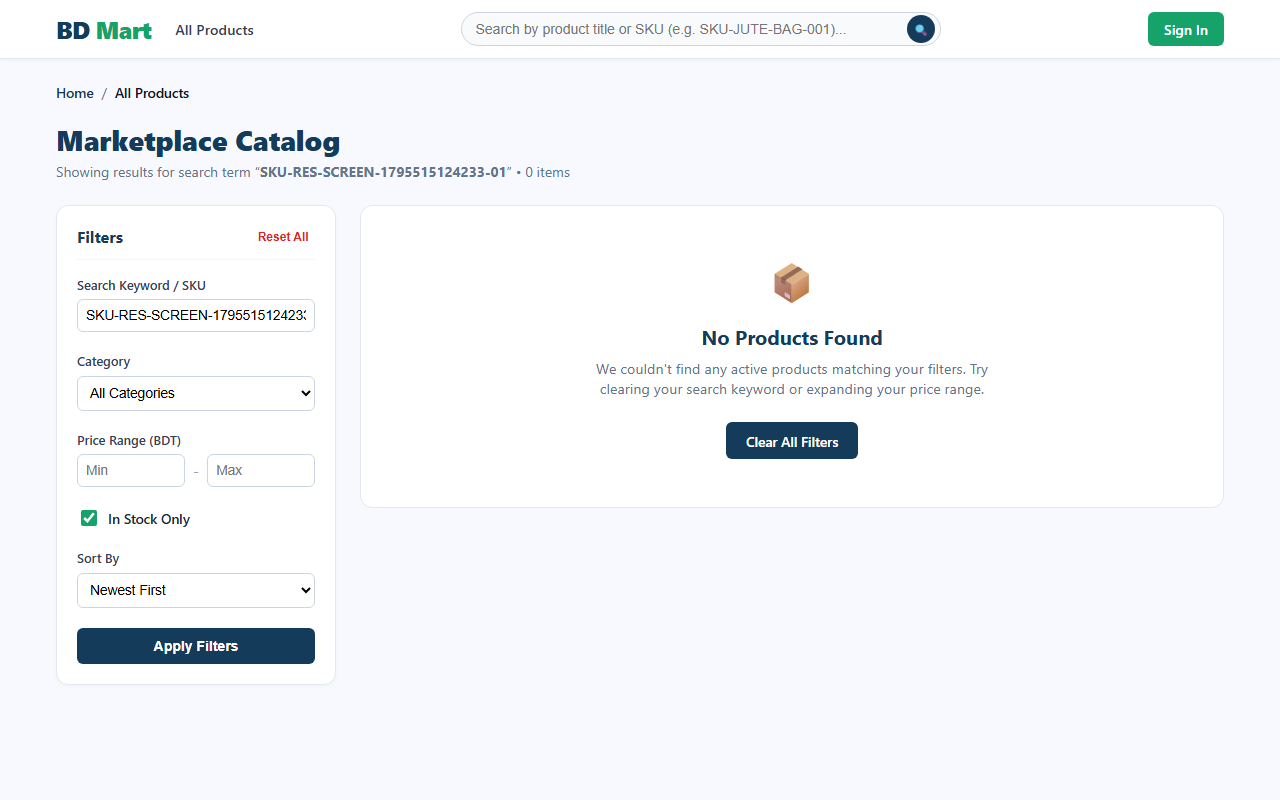 BD Mart
All Products
Search by product title or SKU (e.g. SKU-JUTE-BAG-001)...
Sign In
Home / All Products
Marketplace Catalog
Showing results for search term “SKU-RES-SCREEN-1795515124233-01” • 0 items
Filters
Reset All
Search Keyword / SKU
SKU-RES-SCREEN-1795515124233
Category
All Categories
Price Range (BDT)
Min - Max
In Stock Only
Sort By
Newest First
Apply Filters
No Products Found
We couldn't find any active products matching your filters. Try
clearing your search keyword or expanding your price range.
Clear All Filters